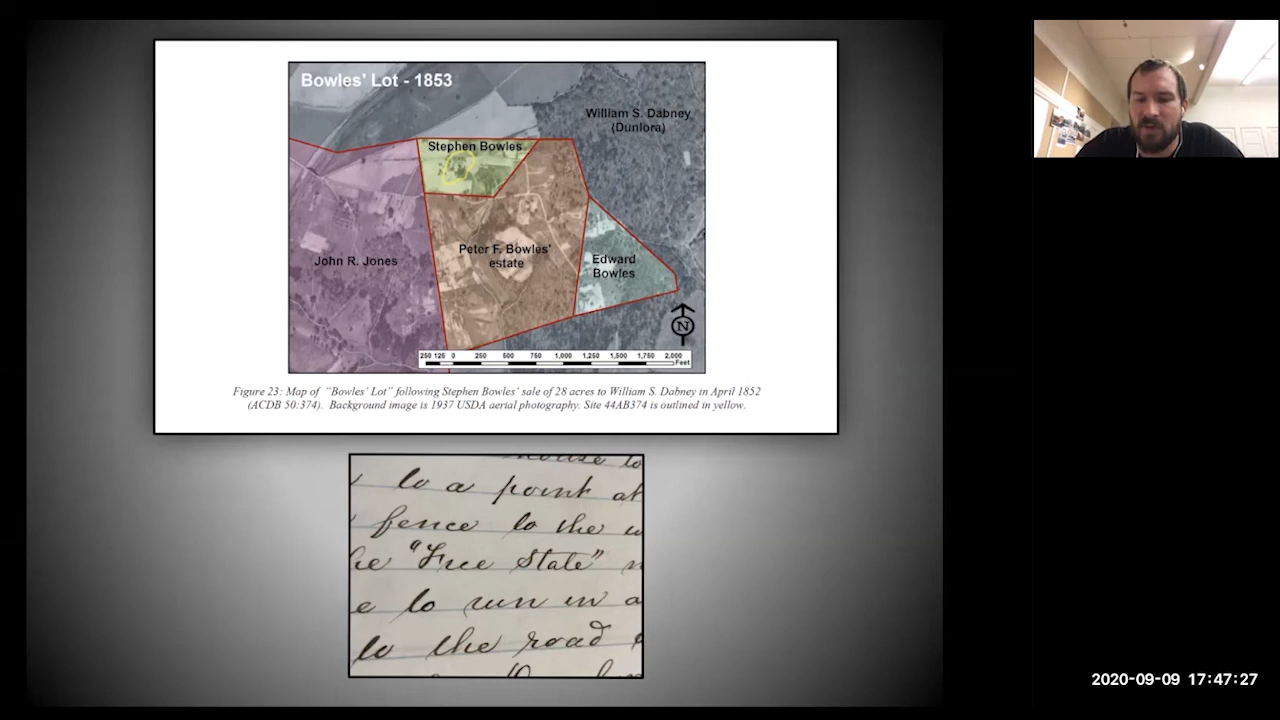 Bowles' Lot - 1853
William S. Dabney
(Dunlora)
Stephen Bowles
John R. Jones
Peter F. Bowles'
estate
Edward
Bowles
N
250 125 0 250 500 750 1,000 1,250 1,500 1,750 2,000
Feet
Figure 23: Map of "Bowles' Lot" following Stephen Bowles' sale of 28 acres to William S. Dabney in April 1852
(ACDB 50:374). Background image is 1937 USDA aerial photography. Site 44AB374 is outlined in yellow.
house to
to a point at
fence to the
"Free State"
to run in a
to the road
2020-09-09 17:47:27